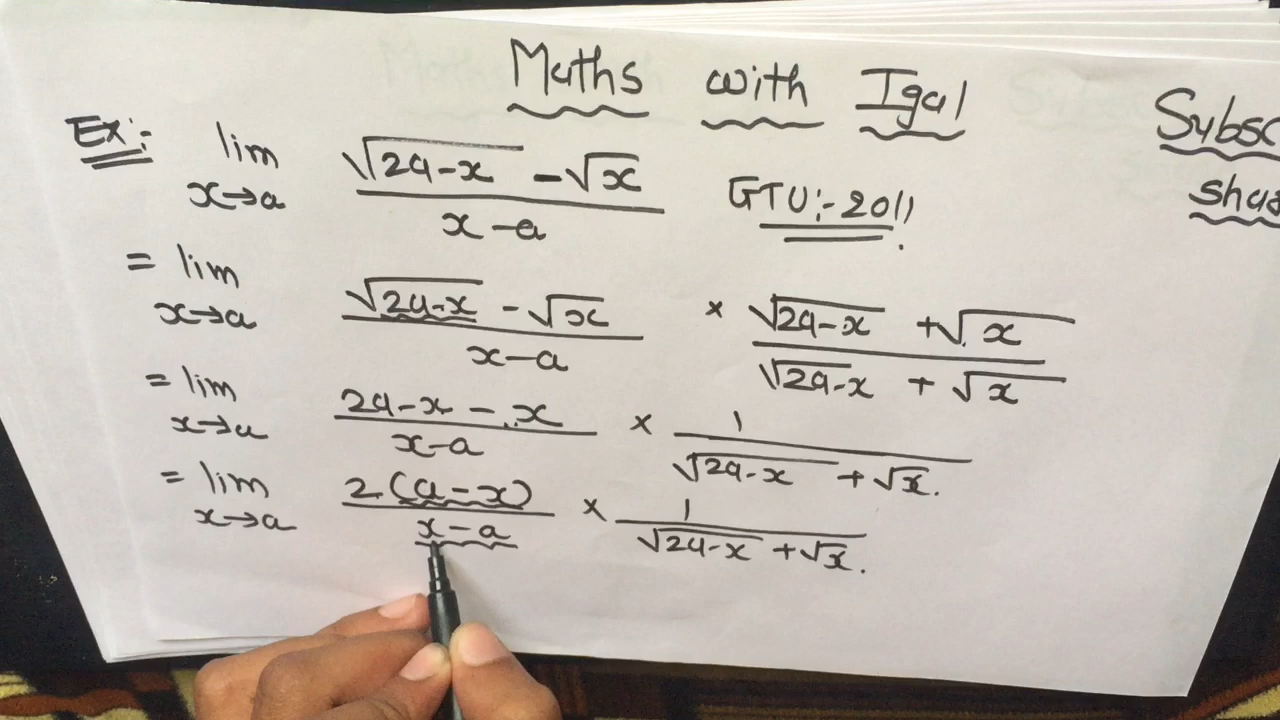 Maths with Igal
Ex:- lim x→a (√(2a-x) - √x)/(x-a)
GTU:-2011.
= lim x→a (√(2a-x) - √x)/(x-a) × (√(2a-x) + √x)/(√(2a-x) + √x)
= lim x→a (2a-x-x)/(x-a) × 1/(√(2a-x) + √x).
= lim x→a 2(a-x)/(x-a) × 1/(√(2a-x) + √x).